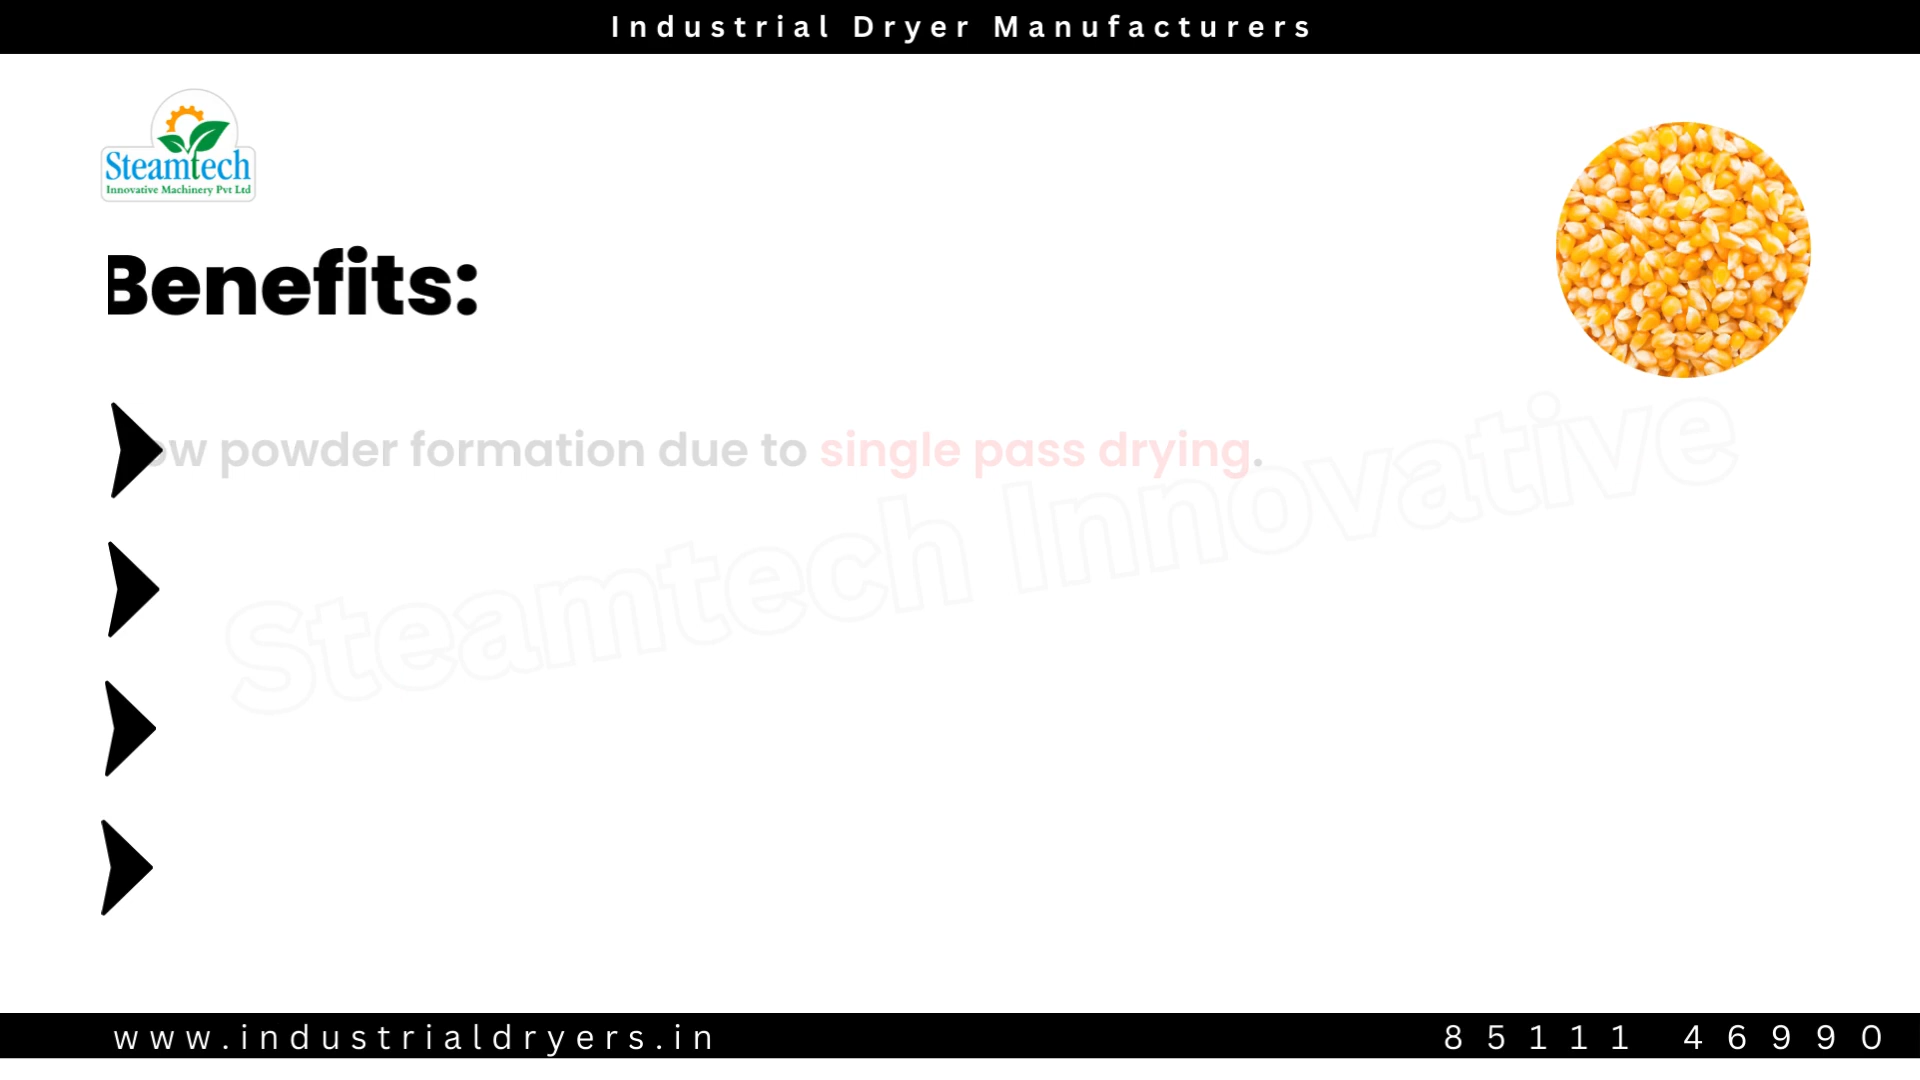 Industrial Dryer Manufacturers
Steamtech
Innovative Machinery Pvt Ltd
Benefits:
ow powder formation due to single pass drying.
Steamtech Innovative
www.industrialdryers.in
85111 46990